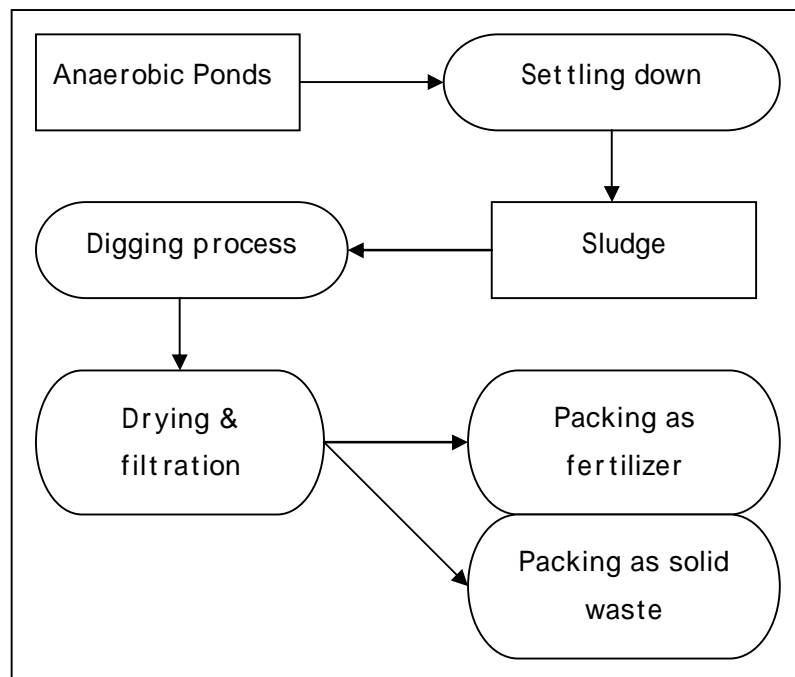 Anaerobic Ponds
Settling down
Sludge
Digging process
Drying &
filtration
Packing as
fertilizer
Packing as solid
waste